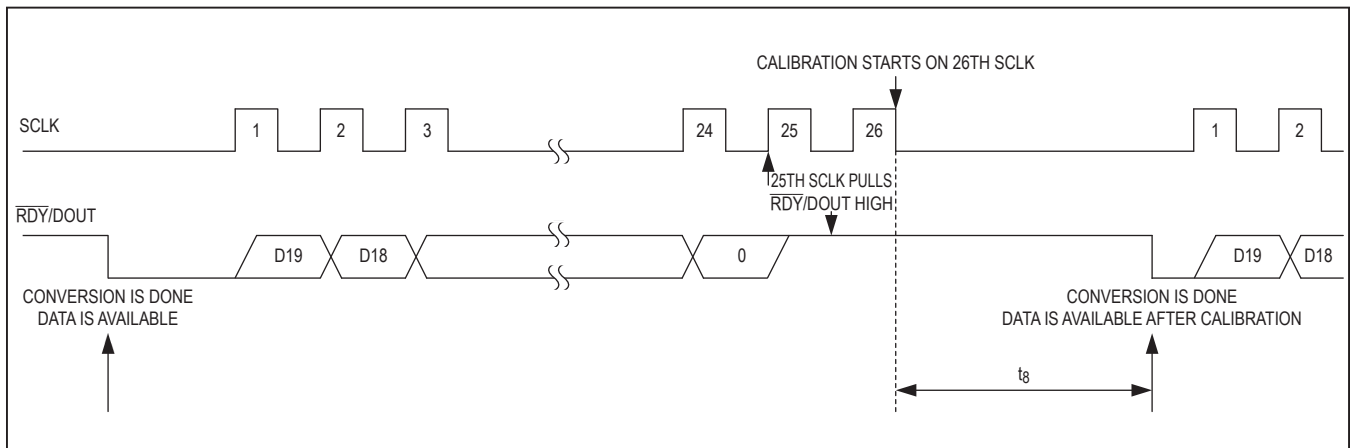 CALIBRATION STARTS ON 26TH SCLK
SCLK
1
2
3
24
25
26
1
2
25TH SCLK PULLS
RDY/DOUT HIGH
RDY/DOUT
D19
D18
0
D19
D18
CONVERSION IS DONE
DATA IS AVAILABLE
CONVERSION IS DONE
DATA IS AVAILABLE AFTER CALIBRATION
t8